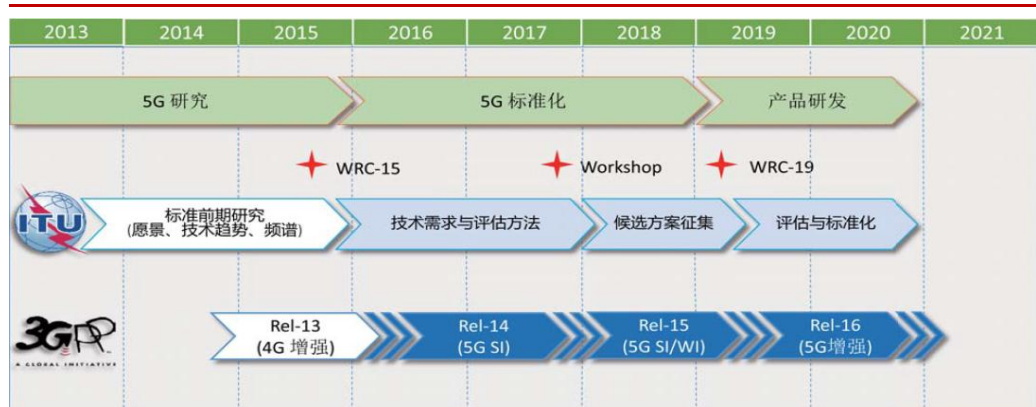 2013 2014 2015 2016 2017 2018 2019 2020 2021
5G 研究 5G 标准化 产品研发
WRC-15 Workshop WRC-19
ITU
标准前期研究
(愿景、技术趋势、频谱)
技术需求与评估方法 候选方案征集 评估与标准化
3GPP
A GLOBAL INITIATIVE
Rel-13
(4G 增强)
Rel-14
(5G SI)
Rel-15
(5G SI/WI)
Rel-16
(5G增强)